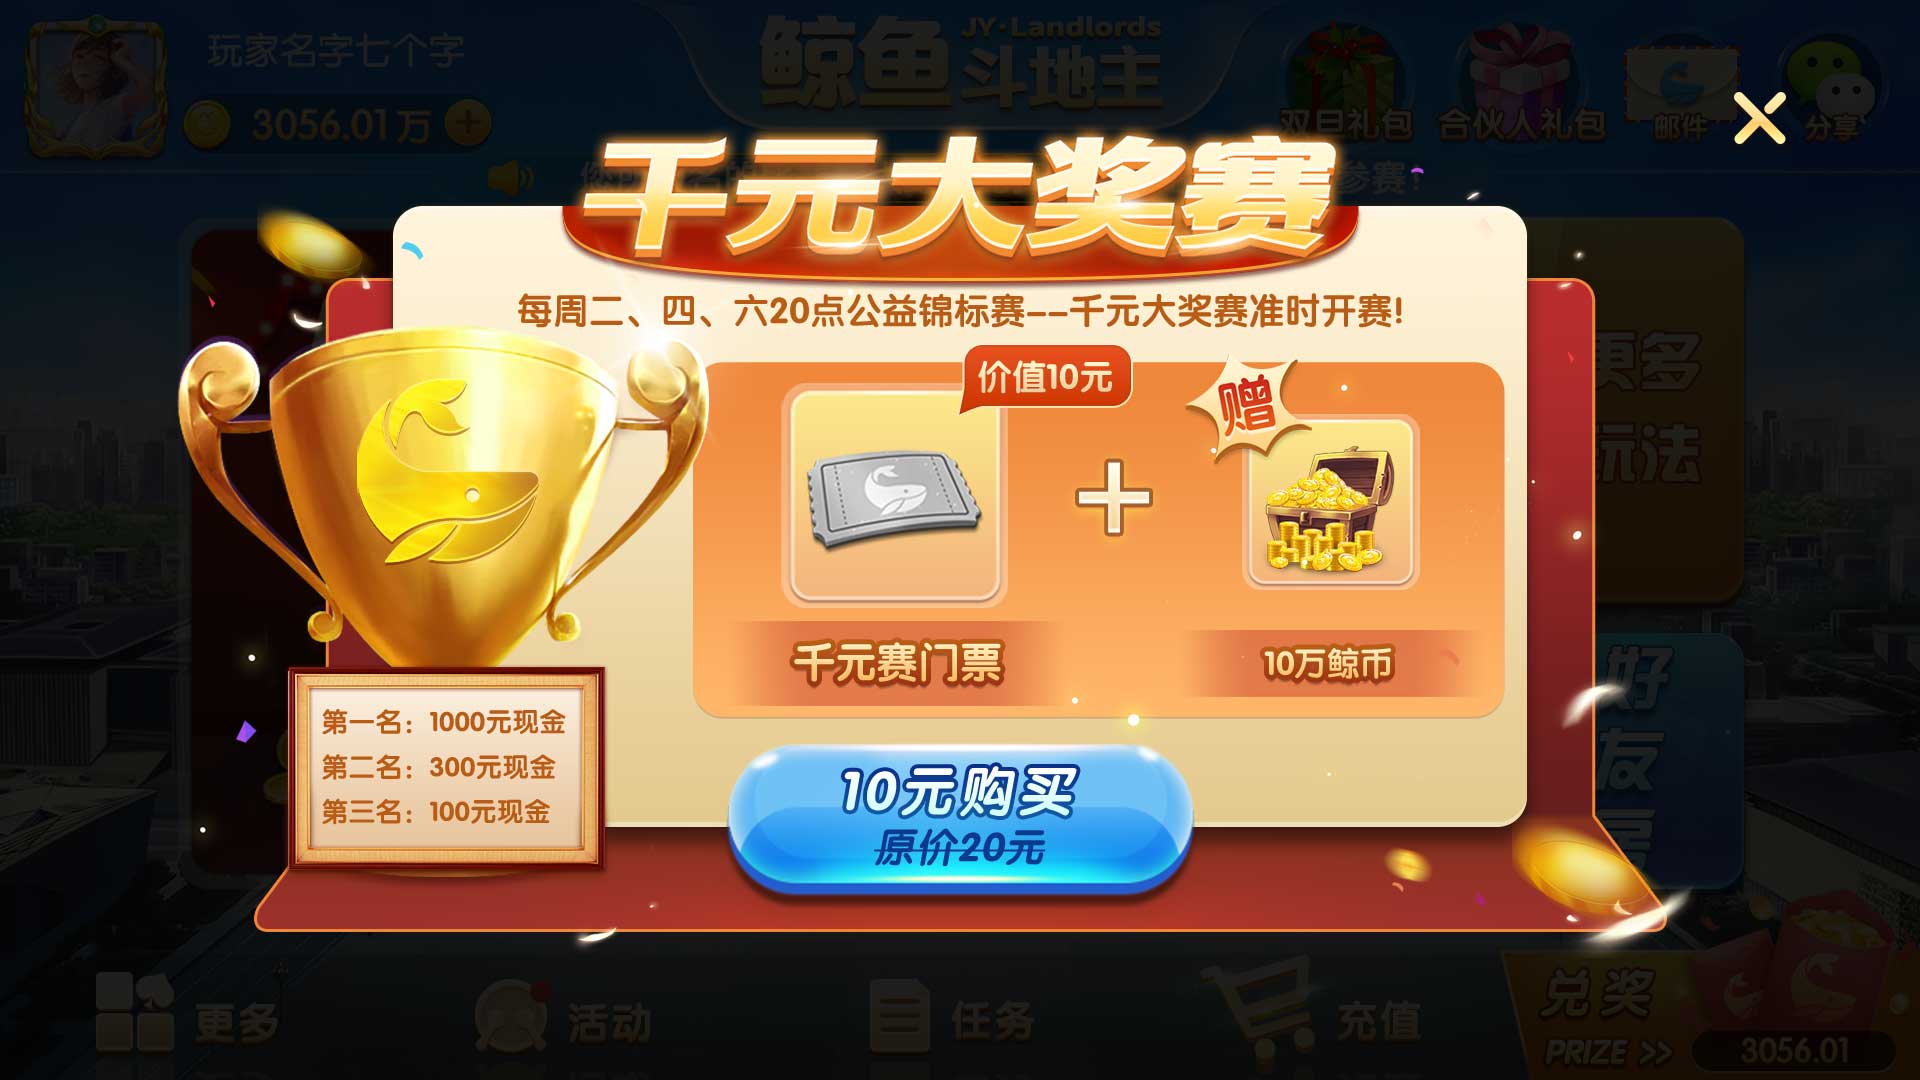 玩家名字七个字
3056.01万
JY·Landlords
鲸鱼斗地主
双旦礼包
合伙人礼包
邮件
分享
参赛!
千元大奖赛
每周二、四、六20点公益锦标赛--千元大奖赛准时开赛!
价值10元
赠
千元赛门票
10万鲸币
第一名：1000元现金
第二名：300元现金
第三名：100元现金
10元购买
原价20元
更多
玩法
好
友
更多
活动
任务
充值
兑奖
PRIZE >>
3056.01